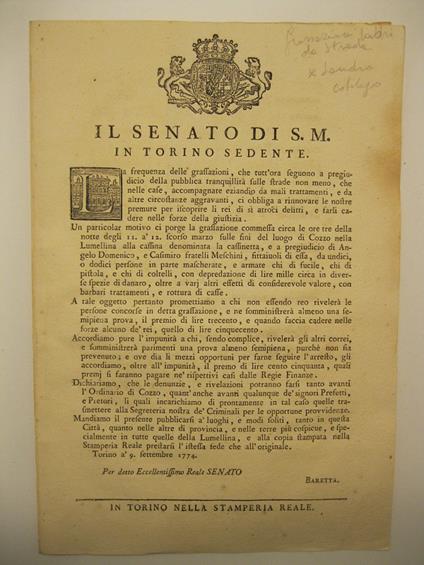 da Strada
IL SENATO DI S. M.
IN TORINO SEDENTE.
La frequenza delle grassazioni, che tutt'ora seguono a pregiu-
dicio della pubblica tranquillità sulle strade non meno, che
nelle case, accompagnate eziandio da mali trattamenti, e da
altre circostanze aggravanti, ci obbliga a rinnovare le nostre
premure per iscoprire li rei di sì atroci delitti, e farli ca-
dere nelle forze della giustizia.
Un particolar motivo ci porge la grassazione commessa circa le ore tre della
notte degli 11. a' 12. scorso marzo sulle fini del luogo di Cozzo nella
Lumellina alla cassina denominata la cassinetta, e a pregiudicio di An-
gelo Domenico, e Casimiro fratelli Meschini, fittaiuoli di essa, da undici,
o dodici persone in parte mascherate, e armate chi di fucile, chi di
pistola, e chi di coltelli, con depredazione di lire mille circa in diver-
se spezie di danaro, oltre a varj altri effetti di considerevole valore, con
barbari trattamenti, e rottura di casse.
A tale oggetto pertanto promettiamo a chi non essendo reo rivelerà le
persone concorse in detta grassazione, e ne somministrerà almeno una se-
mipiena prova, il premio di lire trecento, e quando faccia cadere nelle
forze alcuno de' rei, quello di lire cinquecento.
Accordiamo pure l'impunità a chi, sendo complice, rivelerà gli altri correi,
e somministrerà parimenti una prova almeno semipiena, purchè non sia
prevenuto; e ove dia li mezzi opportuni per farne seguire l'arresto, gli
accordiamo, oltre all'impunità, il premio di lire cento cinquanta, quai
premj si faranno pagare ne' rispettivi casi dalle Regie Finanze.
Dichiariamo, che le denunzie, e rivelazioni potranno farsi tanto avanti
l'Ordinario di Cozzo, quant'anche avanti qualunque de' signori Prefetti,
e Pretori, li quali incarichiamo di prontamente in tal caso quelle tra-
smettere alla Segreteria nostra de' Criminali per le opportune provvidenze.
Mandiamo il presente pubblicarsi a' luoghi, e modi soliti, tanto in questa
Città, quanto nelle altre di provincia, e nelle terre più cospicue, e spe-
cialmente in tutte quelle della Lumellina, e alla copia stampata nella
Stamperia Reale prestarsi l'istessa fede che all'originale.
Torino a' 9. settembre 1774.
Per detto Eccellentissimo Reale SENATO
BARETTA.
IN TORINO NELLA STAMPERIA REALE.